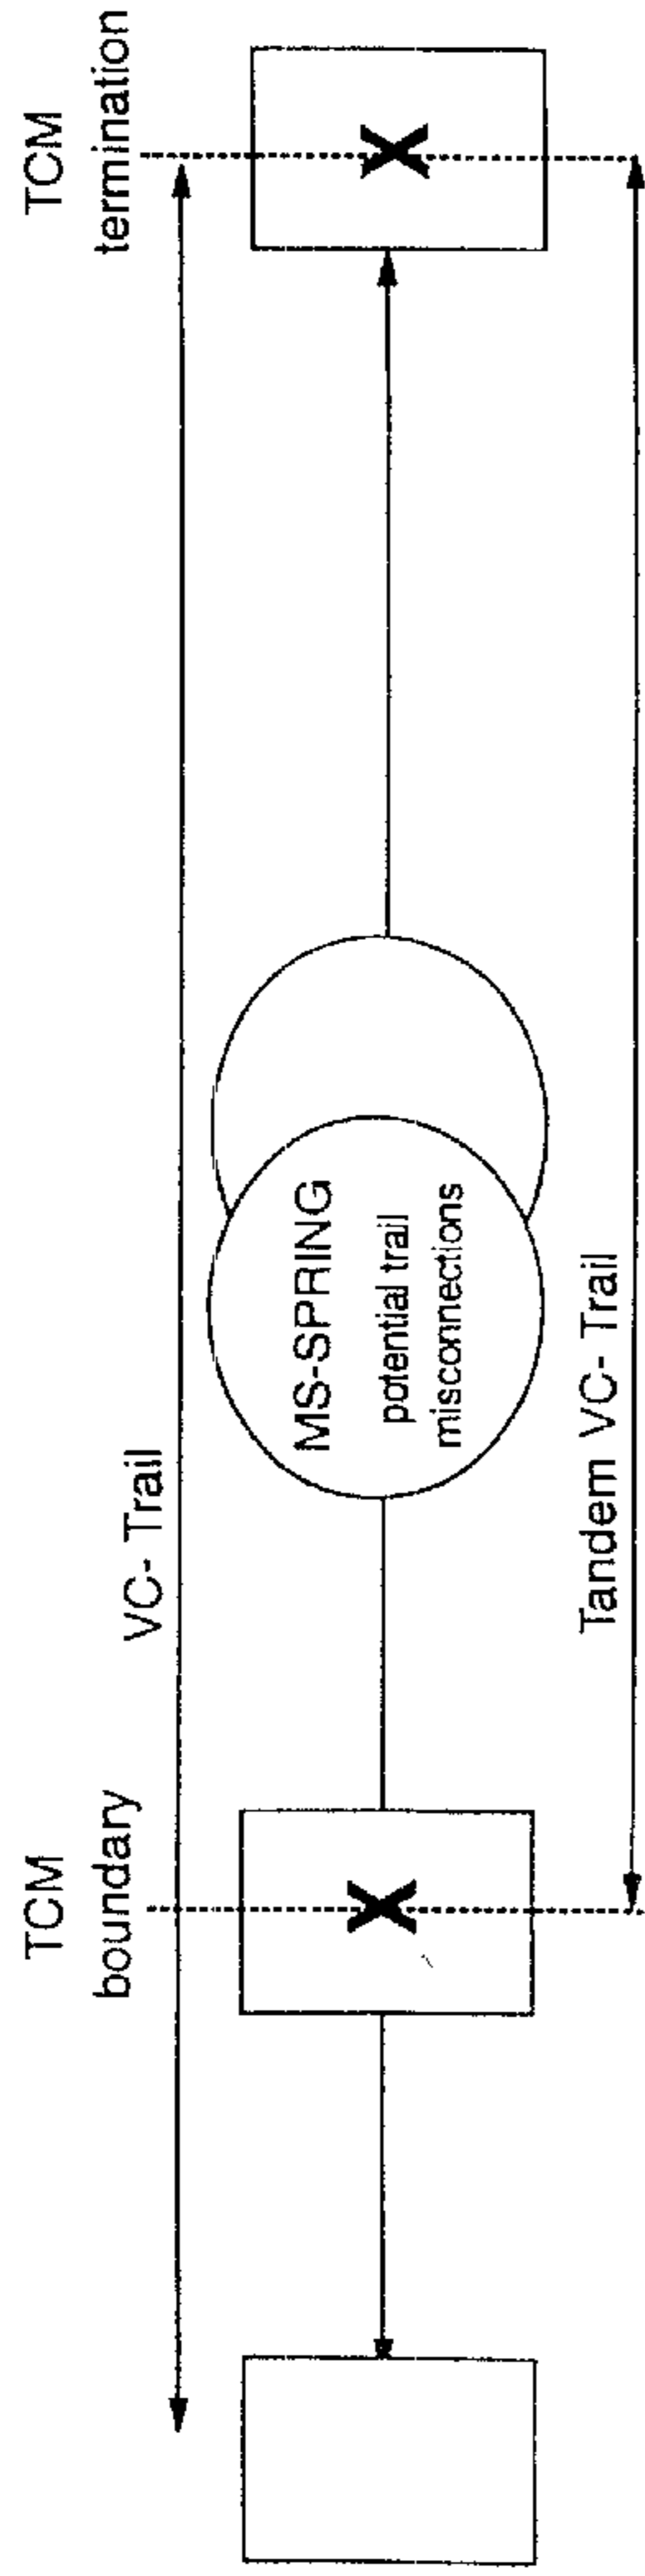 TCM
boundary
VC- Trail
TCM
termination
X
MS-SPRING
potential trail
misconnections
X
Tandem VC- Trail